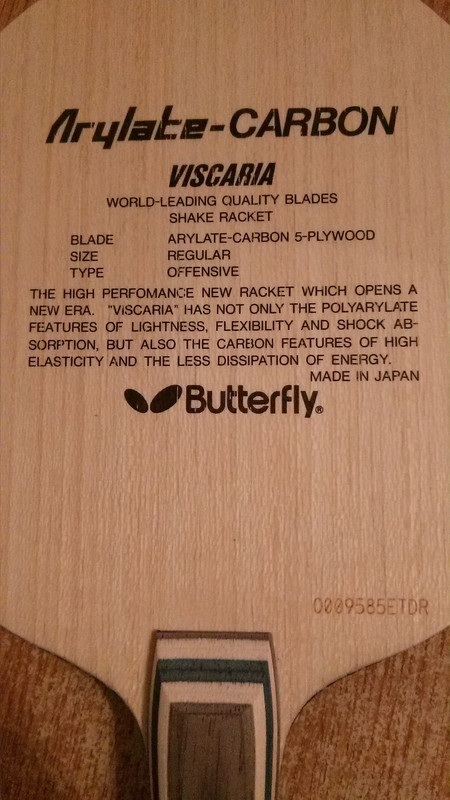 Arylate-CARBON
VISCARIA
WORLD-LEADING QUALITY BLADES
SHAKE RACKET
BLADE ARYLATE-CARBON 5-PLYWOOD
SIZE REGULAR
TYPE OFFENSIVE
THE HIGH PERFOMANCE NEW RACKET WHICH OPENS A
NEW ERA. "VISCARIA" HAS NOT ONLY THE POLYARYLATE
FEATURES OF LIGHTNESS, FLEXIBILITY AND SHOCK AB-
SORPTION, BUT ALSO THE CARBON FEATURES OF HIGH
ELASTICITY AND THE LESS DISSIPATION OF ENERGY.
MADE IN JAPAN
Butterfly®
O009585ETDR